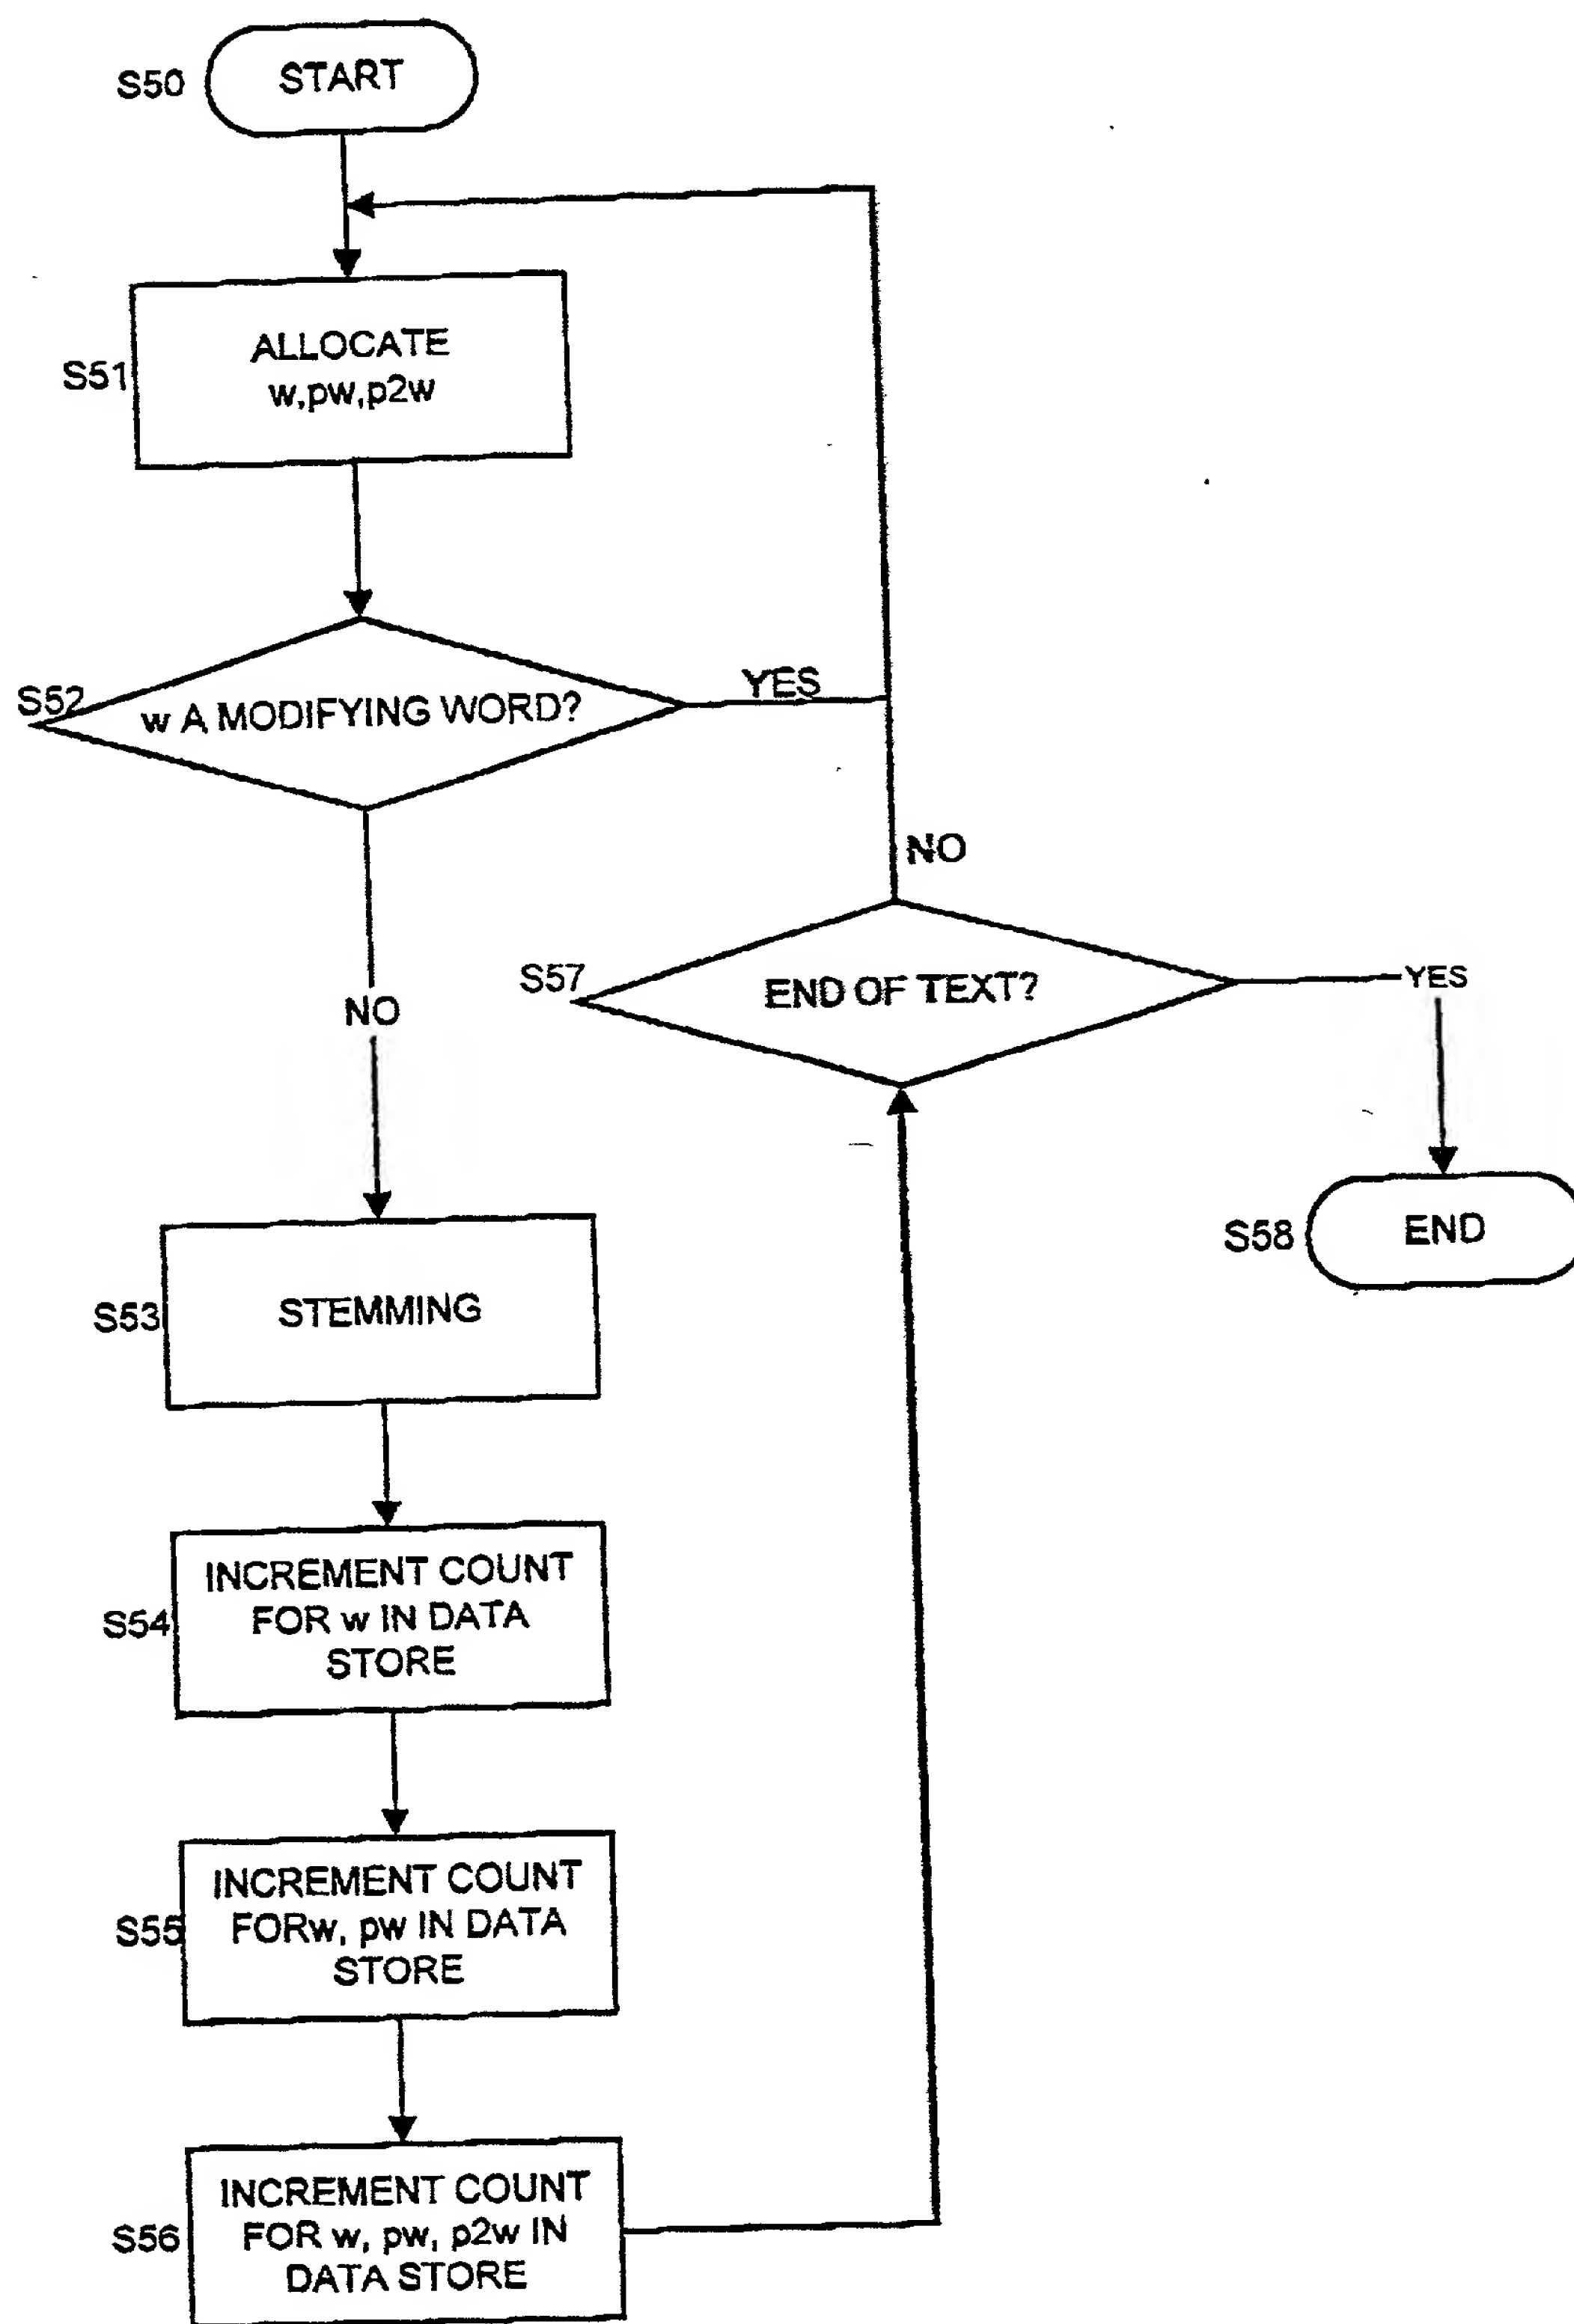 S50
START
S51
ALLOCATE
w,pw,p2w
S52
w A MODIFYING WORD?
YES
NO
NO
S57
END OF TEXT?
YES
S58
END
S53
STEMMING
S54
INCREMENT COUNT
FOR w IN DATA
STORE
S55
INCREMENT COUNT
FORw, pw IN DATA
STORE
S56
INCREMENT COUNT
FOR w, pw, p2w IN
DATA STORE